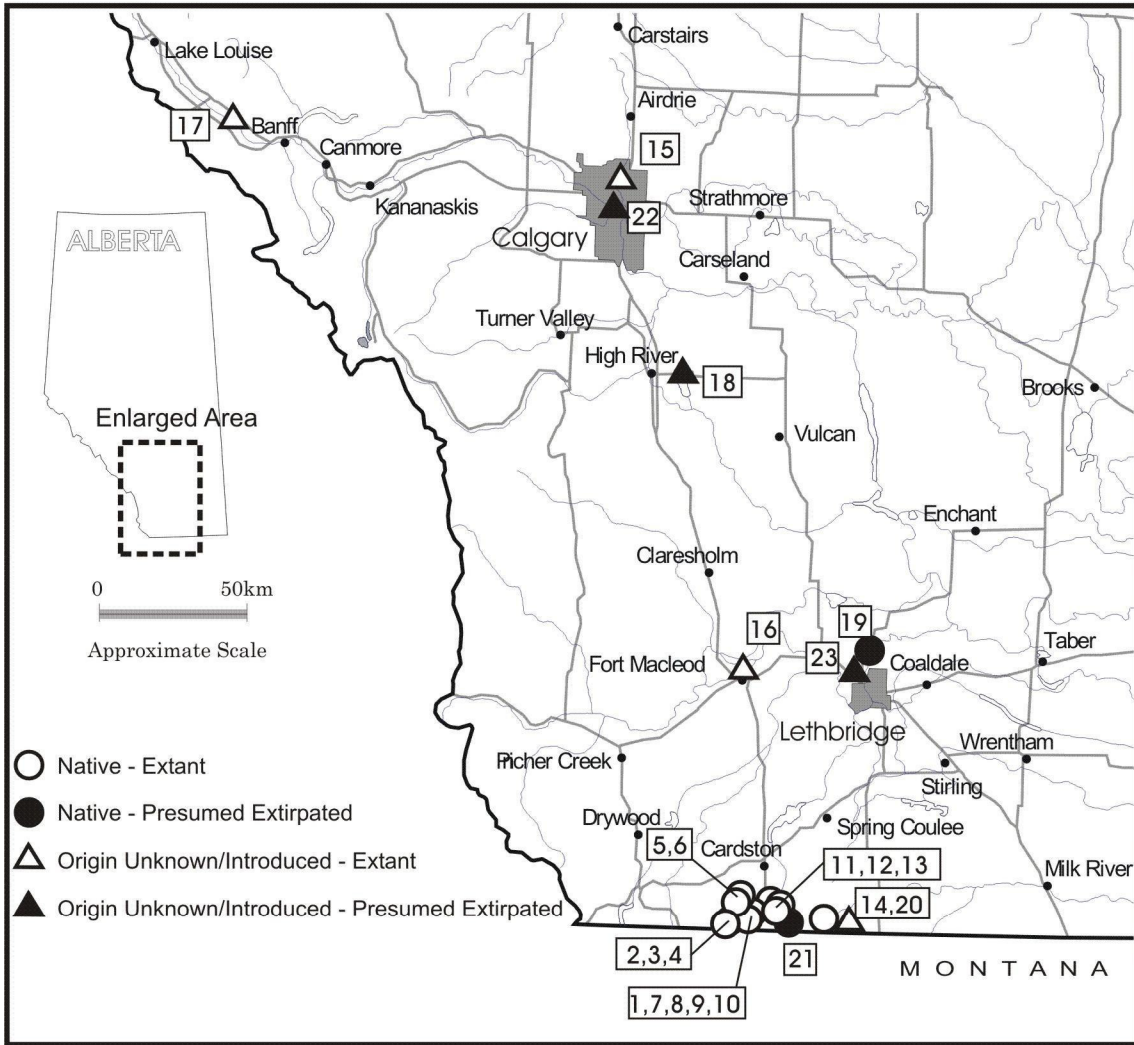 Carstairs
Lake Louise
Airdrie
17
Banff
15
Canmore
Kananaskis
Strathmore
22
ALBERTA
Calgary
Carseland
Turner Valley
High River
18
Brooks
Enlarged Area
Vulcan
Enchant
Claresholm
0 50km
Approximate Scale
16
19
Fort Macleod
23
Coaldale
Taber
Lethbridge
Wrentham
Pincher Creek
Stirling
Native - Extant
Native - Presumed Extirpated
Drywood
Spring Coulee
5,6
Cardston
Origin Unknown/Introduced - Extant
11,12,13
Milk River
Origin Unknown/Introduced - Presumed Extirpated
14,20
2,3,4
21
MONTANA
1,7,8,9,10